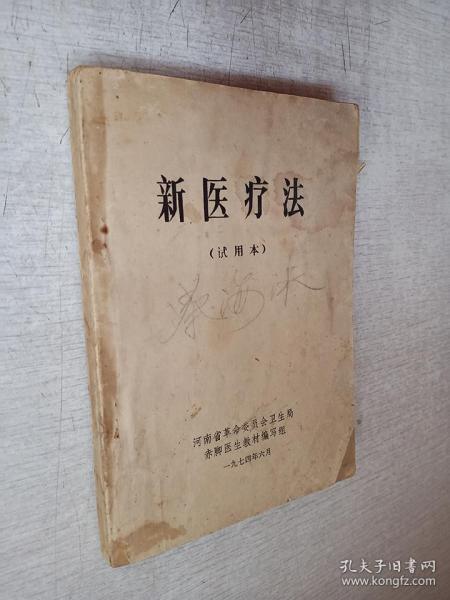 新医疗法
（试用本）
河南省革命委员会卫生局
赤脚医生教材编写组
一九七四年六月
孔夫子旧书网
www.kongfz.com